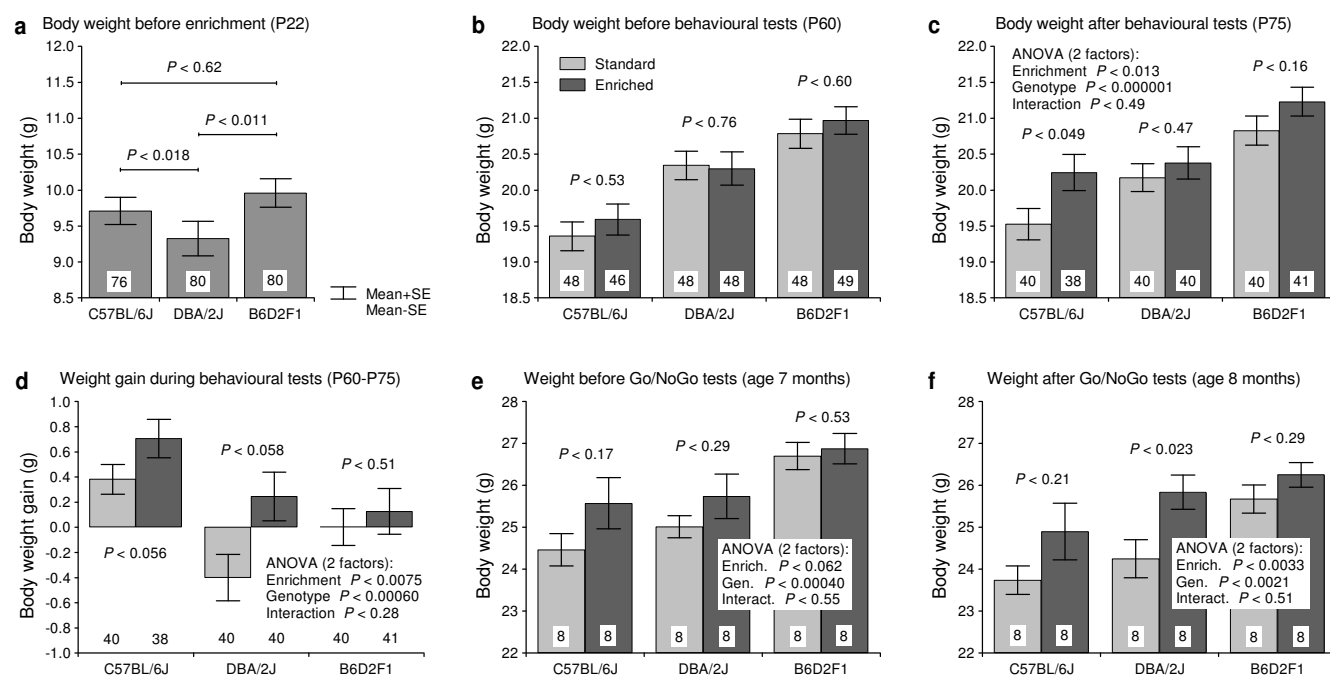 a Body weight before enrichment (P22)
12.0
11.5
11.0
10.5
10.0
9.5
9.0
8.5
Body weight (g)
P < 0.62
P < 0.011
P < 0.018
76 80 80
C57BL/6J DBA/2J B6D2F1
Mean+SE
Mean-SE
b Body weight before behavioural tests (P60)
22.0
21.5
21.0
20.5
20.0
19.5
19.0
18.5
Body weight (g)
Standard
Enriched
P < 0.60
P < 0.76
P < 0.53
48 46 48 48 48 49
C57BL/6J DBA/2J B6D2F1
c Body weight after behavioural tests (P75)
22.0
21.5
21.0
20.5
20.0
19.5
19.0
18.5
Body weight (g)
ANOVA (2 factors):
Enrichment P < 0.013
Genotype P < 0.000001
Interaction P < 0.49
P < 0.16
P < 0.049 P < 0.47
40 38 40 40 40 41
C57BL/6J DBA/2J B6D2F1
d Weight gain during behavioural tests (P60-P75)
1.0
0.8
0.6
0.4
0.2
0.0
-0.2
-0.4
-0.6
-0.8
-1.0
Body weight gain (g)
P < 0.058
P < 0.51
P < 0.056
ANOVA (2 factors):
Enrichment P < 0.0075
Genotype P < 0.00060
Interaction P < 0.28
40 38 40 40 40 41
C57BL/6J DBA/2J B6D2F1
e Weight before Go/NoGo tests (age 7 months)
28
27
26
25
24
23
22
Body weight (g)
P < 0.53
P < 0.29
P < 0.17
ANOVA (2 factors):
Enrich. P < 0.062
Gen. P < 0.00040
Interact. P < 0.55
8 8 8 8 8 8
C57BL/6J DBA/2J B6D2F1
f Weight after Go/NoGo tests (age 8 months)
28
27
26
25
24
23
22
Body weight (g)
P < 0.29
P < 0.023
P < 0.21
ANOVA (2 factors):
Enrich. P < 0.0033
Gen. P < 0.0021
Interact. P < 0.51
8 8 8 8 8 8
C57BL/6J DBA/2J B6D2F1